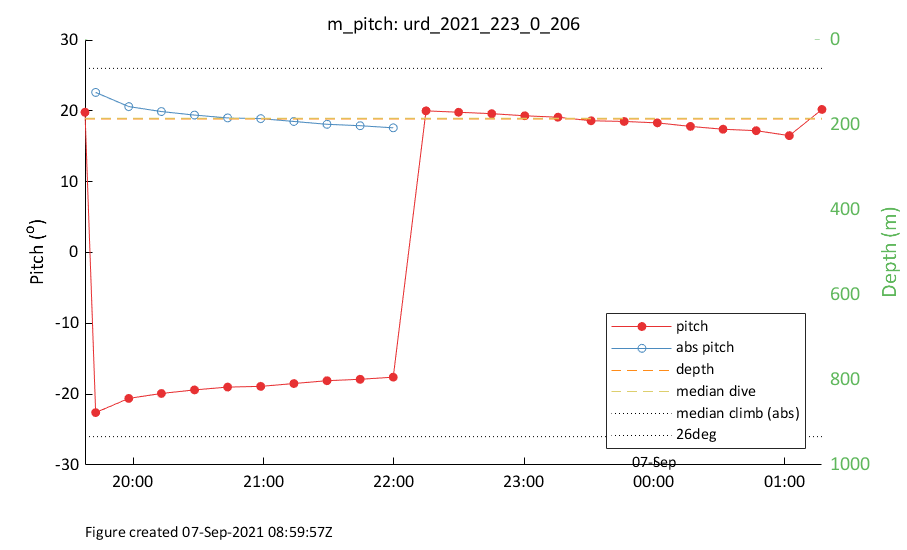 m_pitch: urd_2021_223_0_206
30
20
10
0
-10
-20
-30
Pitch (º)
0
200
400
600
800
1000
Depth (m)
pitch
abs pitch
depth
median dive
median climb (abs)
26deg
07-Sep
20:00
21:00
22:00
23:00
00:00
01:00
Figure created 07-Sep-2021 08:59:57Z